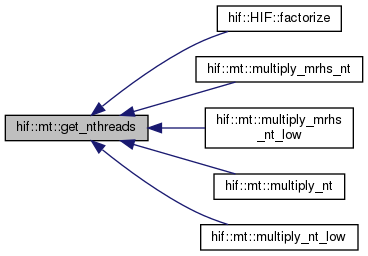 hif::HIF::factorize
hif::mt::multiply_mrhs_nt
hif::mt::get_nthreads
hif::mt::multiply_mrhs
_nt_low
hif::mt::multiply_nt
hif::mt::multiply_nt_low